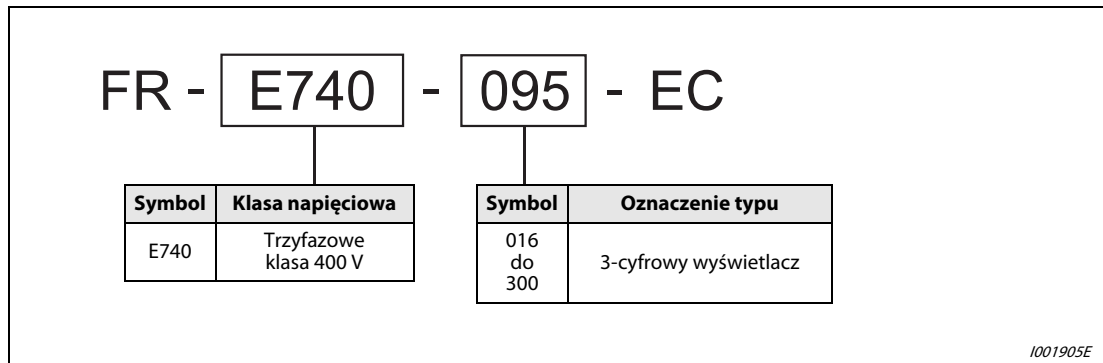 FR - E740 - 095 - EC
Symbol Klasa napięciowa
E740 Trzyfazowe klasa 400 V
Symbol Oznaczenie typu
016 do 300 3-cyfrowy wyświetlacz
I001905E